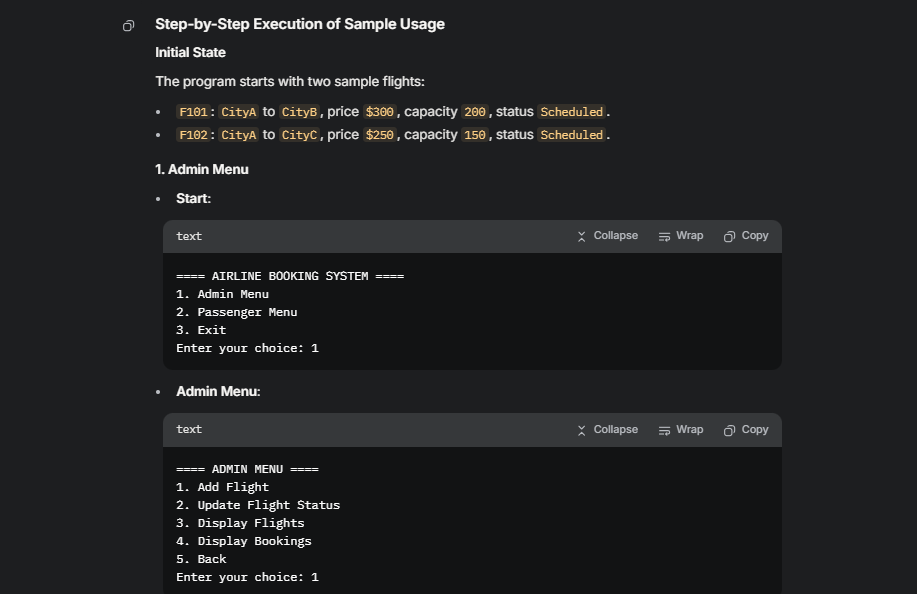 Step-by-Step Execution of Sample Usage
Initial State
The program starts with two sample flights:
• F101: CityA to CityB, price $300, capacity 200, status Scheduled.
• F102: CityA to CityC, price $250, capacity 150, status Scheduled.
1. Admin Menu
• Start:
text Collapse Wrap Copy
==== AIRLINE BOOKING SYSTEM ====
1. Admin Menu
2. Passenger Menu
3. Exit
Enter your choice: 1
• Admin Menu:
text Collapse Wrap Copy
==== ADMIN MENU ====
1. Add Flight
2. Update Flight Status
3. Display Flights
4. Display Bookings
5. Back
Enter your choice: 1